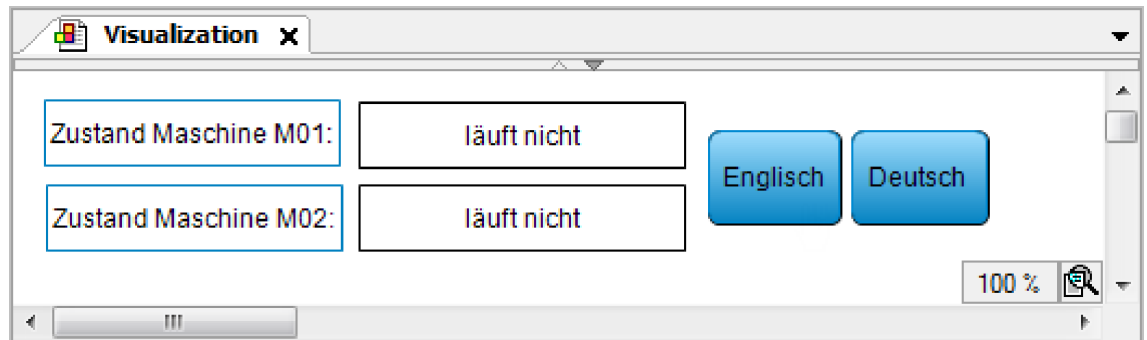 Visualization
Zustand Maschine M01:
läuft nicht
Englisch
Deutsch
Zustand Maschine M02:
läuft nicht
100 %